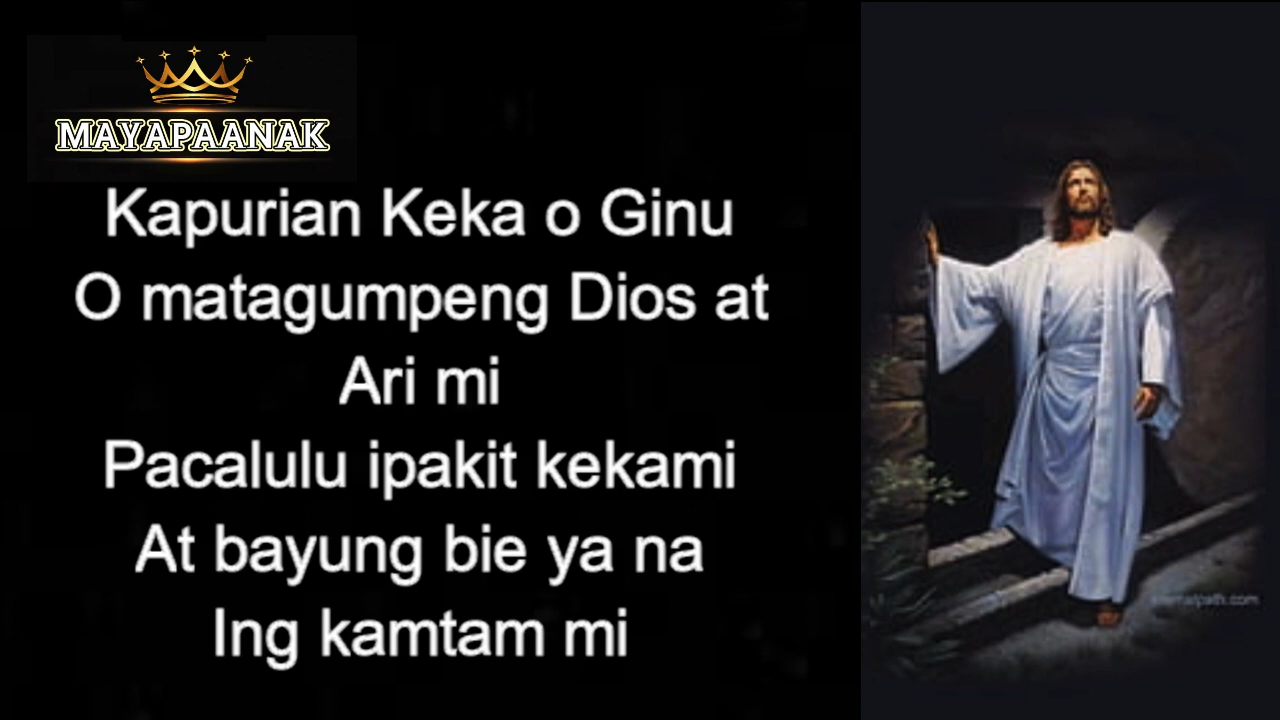 MAYAPAANAK
Kapurian Keka o Ginu
O matagumpeng Dios at
Ari mi
Pacalulu ipakit kekami
At bayung bie ya na
Ing kamtam mi